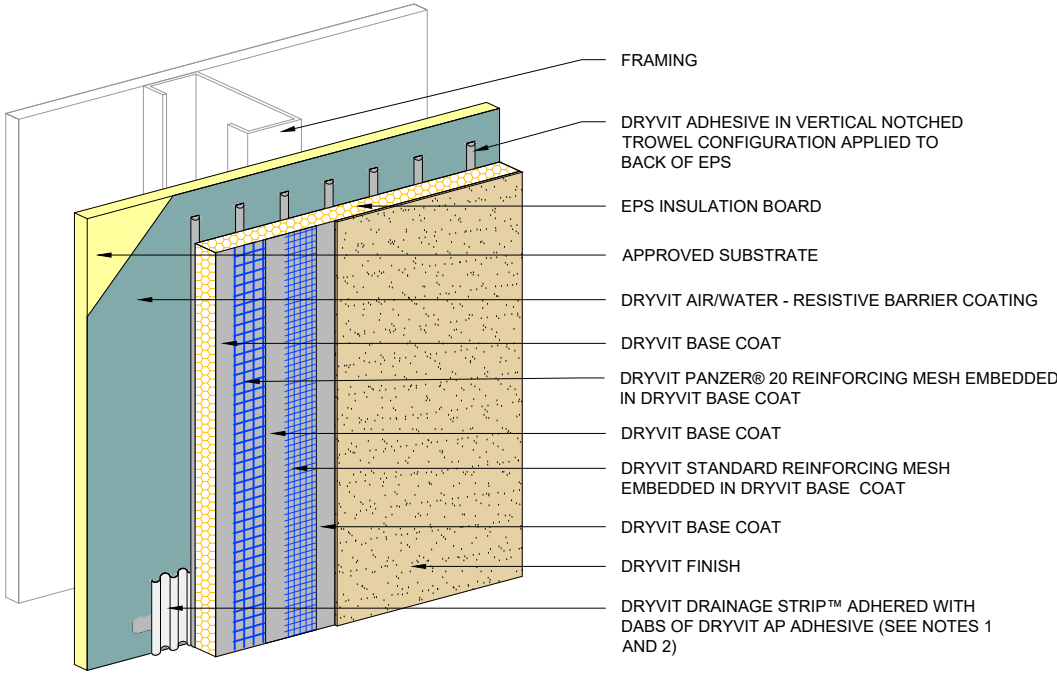 FRAMING
DRYVIT ADHESIVE IN VERTICAL NOTCHED
TROWEL CONFIGURATION APPLIED TO
BACK OF EPS
EPS INSULATION BOARD
APPROVED SUBSTRATE
DRYVIT AIR/WATER - RESISTIVE BARRIER COATING
DRYVIT BASE COAT
DRYVIT PANZER® 20 REINFORCING MESH EMBEDDED
IN DRYVIT BASE COAT
DRYVIT BASE COAT
DRYVIT STANDARD REINFORCING MESH
EMBEDDED IN DRYVIT BASE COAT
DRYVIT BASE COAT
DRYVIT FINISH
DRYVIT DRAINAGE STRIP™ ADHERED WITH
DABS OF DRYVIT AP ADHESIVE (SEE NOTES 1
AND 2)